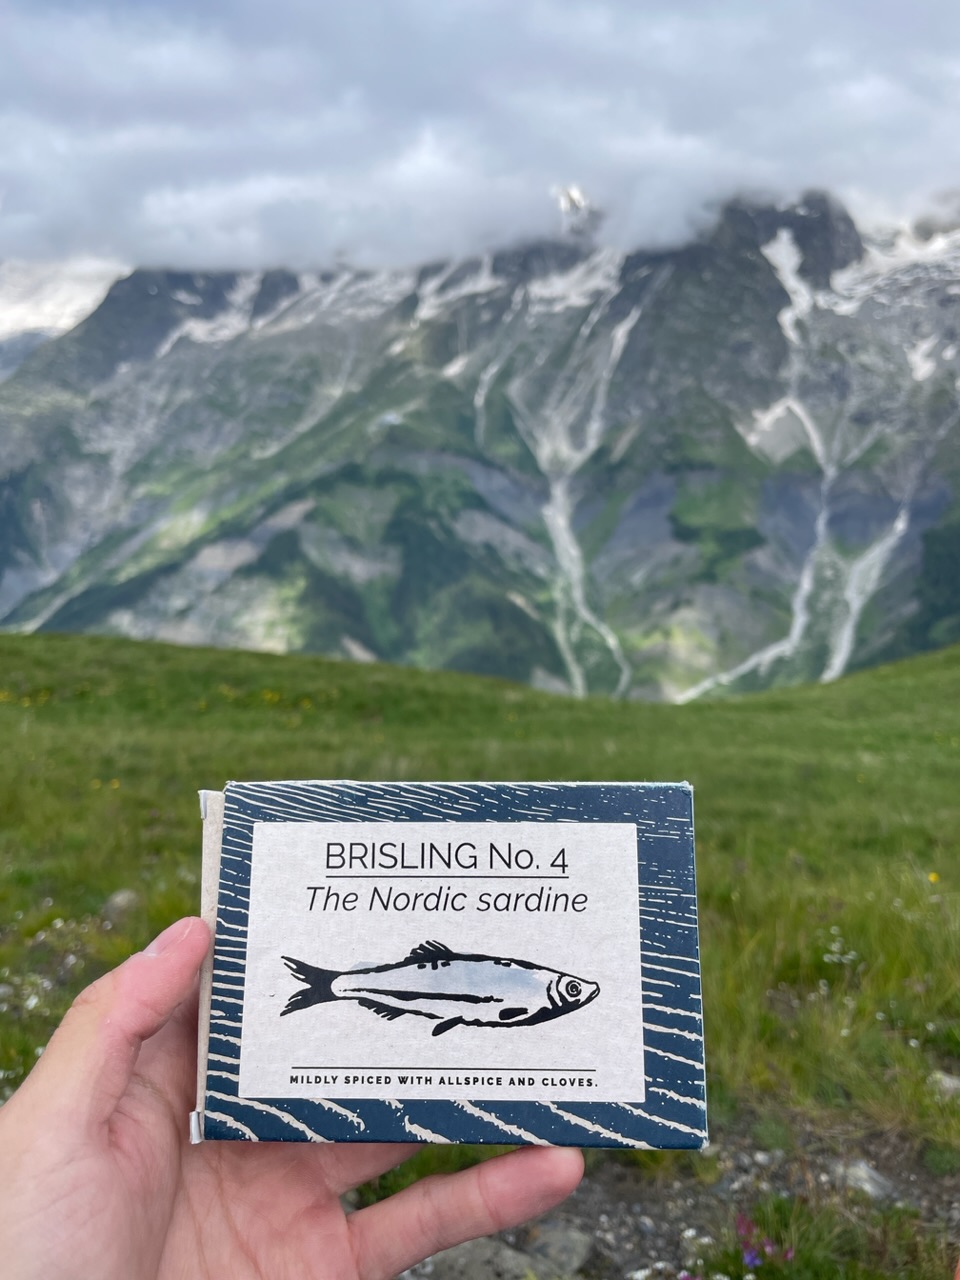 BRISLING No. 4
The Nordic sardine
MILDLY SPICED WITH ALLSPICE AND CLOVES.